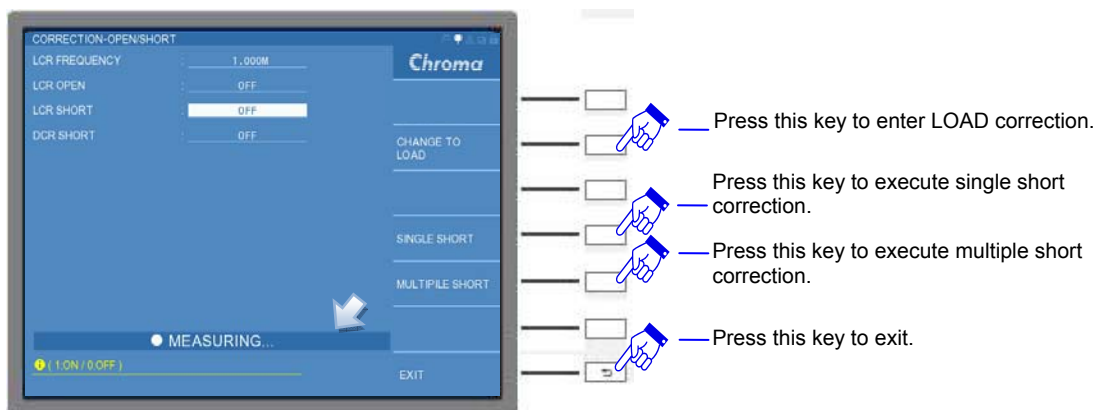 CORRECTION-OPEN/SHORT
LCR FREQUENCY : 1.000M
LCR OPEN : OFF
LCR SHORT : OFF
DCR SHORT : OFF
Chroma
CHANGE TO
LOAD
SINGLE SHORT
MULTIPILE SHORT
EXIT
MEASURING...
( 1:ON / 0:OFF )
Press this key to enter LOAD correction.
Press this key to execute single short
correction.
Press this key to execute multiple short
correction.
Press this key to exit.